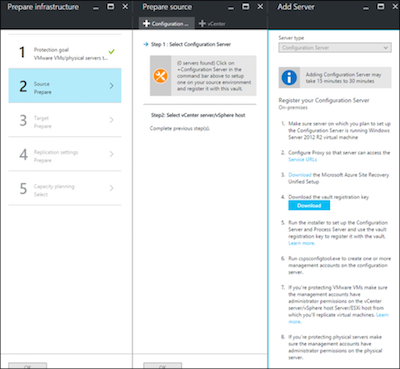 Prepare infrastructure
1 Protection goal
VMware VMs/physical servers t...
2 Source
Prepare
3 Target
Prepare
4 Replication settings
Prepare
5 Capacity planning
Select
OK
Prepare source
Configuration ...
vCenter
Step 1 : Select Configuration Server
(0 servers found) Click on
+Configuration Server in the
command bar above to setup
one on your source environment
and register it with this vault.
Step2: Select vCenter server/vSphere host
Complete previous step(s).
OK
Add Server
Server type
Configuration Server
Adding Configuration Server may
take 15 minutes to 30 minutes
Register your Configuration Server
On-premises
1. Make sure server on which you plan to set up
the Configuration Server is running Windows
Server 2012 R2 virtual machine
2. Configure Proxy so that server can access the
Service URLs
3. Download the Microsoft Azure Site Recovery
Unified Setup
4. Download the vault registration key
Download
5. Run the installer to set up the Configuration
Server and Process Server and use the vault
registration key to register it with the vault.
Learn more.
6. Run cspsconfigtool.exe to create one or more
management accounts on the configuration
server.
7. If you're protecting VMware VMs make sure
the management accounts have
administrator permissions on the vCenter
server/vSphere host Server/ESXi host from
which you'll replicate virtual machines. Learn
more.
8. If you're protecting physical servers make
sure the management accounts have
administrator permissions on the physical
server.